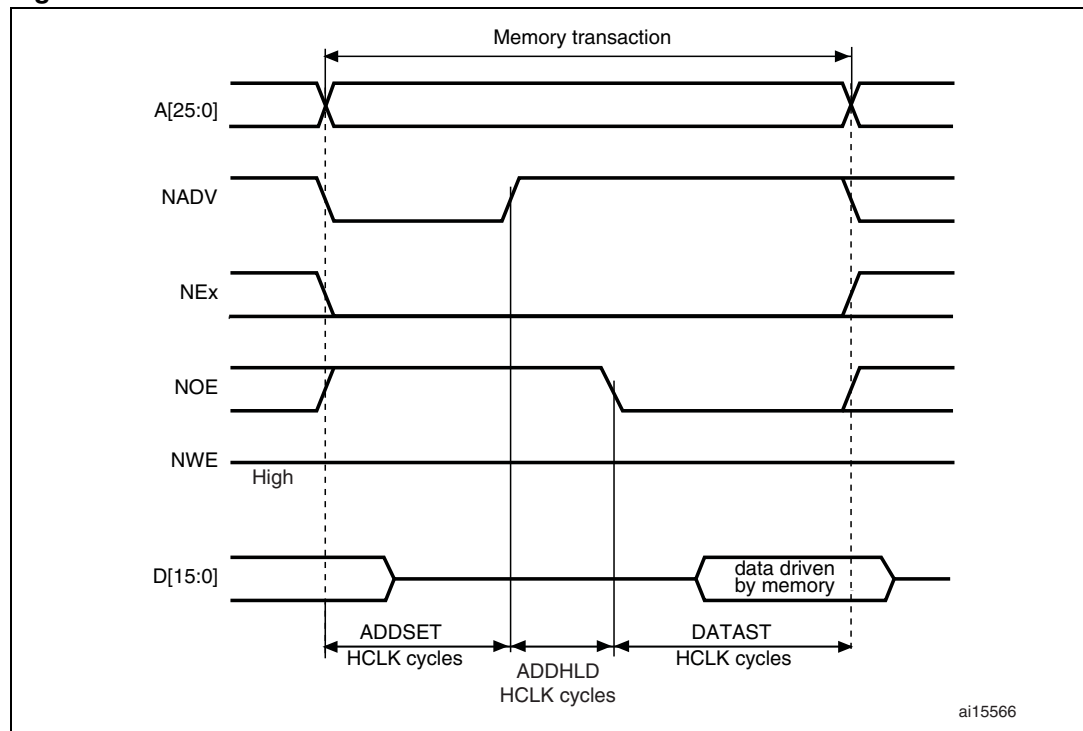 Memory transaction
A[25:0]
NADV
NEx
NOE
NWE
High
D[15:0]
data driven
by memory
ADDSET
HCLK cycles
ADDHLD
HCLK cycles
DATAST
HCLK cycles
ai15566